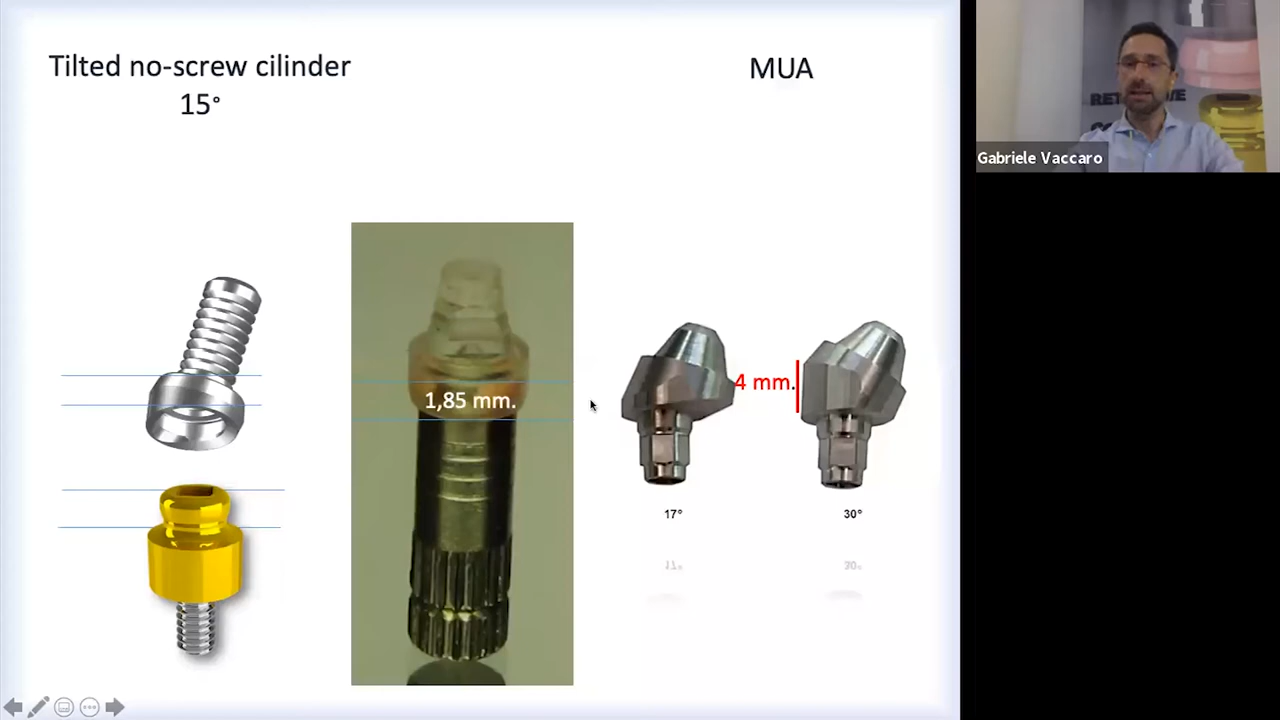 Tilted no-screw cilinder
15°
MUA
1,85 mm.
4 mm.
17°
30°
Gabriele Vaccaro